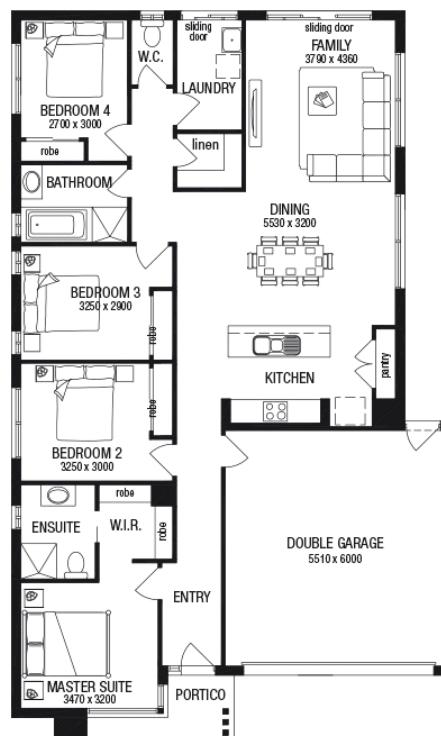 sliding
door
sliding door
W.C.
FAMILY
3790 x 4360
LAUNDRY
BEDROOM 4
2700 x 3000
robe
linen
BATHROOM
DINING
5530 x 3200
BEDROOM 3
3250 x 2900
robe
KITCHEN
pantry
robe
BEDROOM 2
3250 x 3000
robe
ENSUITE
W.I.R.
robe
DOUBLE GARAGE
5510 x 6000
ENTRY
MASTER SUITE
3470 x 3200
PORTICO